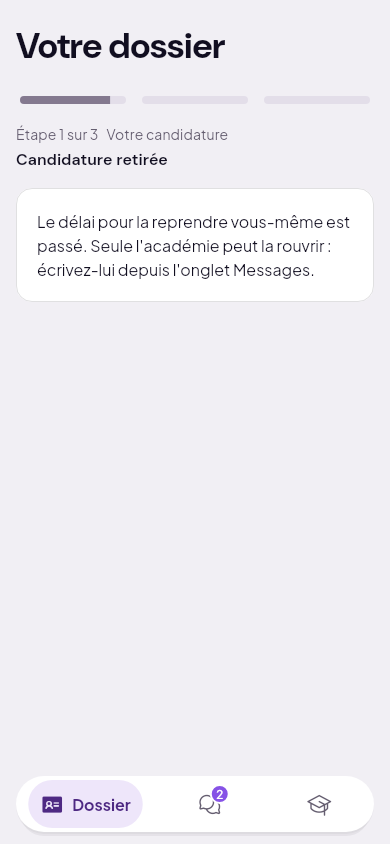 Votre dossier
Étape 1 sur 3 Votre candidature
Candidature retirée
Le délai pour la reprendre vous-même est
passé. Seule l'académie peut la rouvrir :
écrivez-lui depuis l'onglet Messages.
Dossier
2